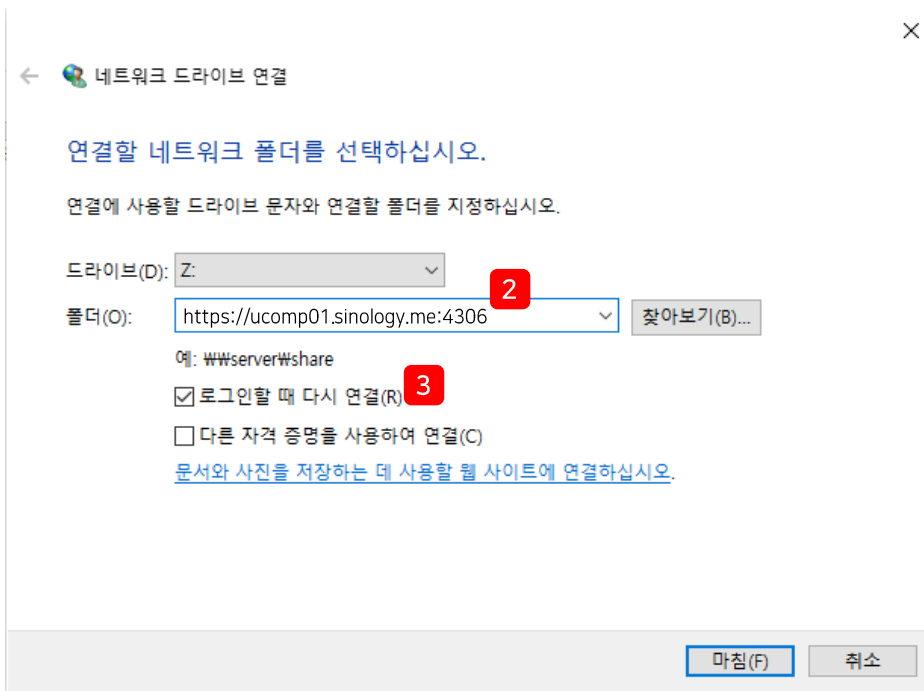 네트워크 드라이브 연결
연결할 네트워크 폴더를 선택하십시오.
연결에 사용할 드라이브 문자와 연결할 폴더를 지정하십시오.
드라이브(D): Z:
2
폴더(O): https://ucomp01.sinology.me:4306 찾아보기(B)...
예: ₩₩server₩share
로그인할 때 다시 연결(R) 3
다른 자격 증명을 사용하여 연결(C)
문서와 사진을 저장하는 데 사용할 웹 사이트에 연결하십시오.
마침(F) 취소